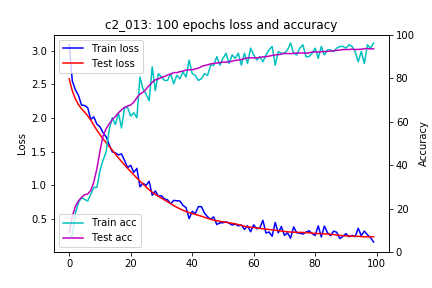 c2_013: 100 epochs loss and accuracy
Train loss
Test loss
Train acc
Test acc
Loss
Accuracy
3.0
2.5
2.0
1.5
1.0
0.5
100
80
60
40
20
0
0 20 40 60 80 100